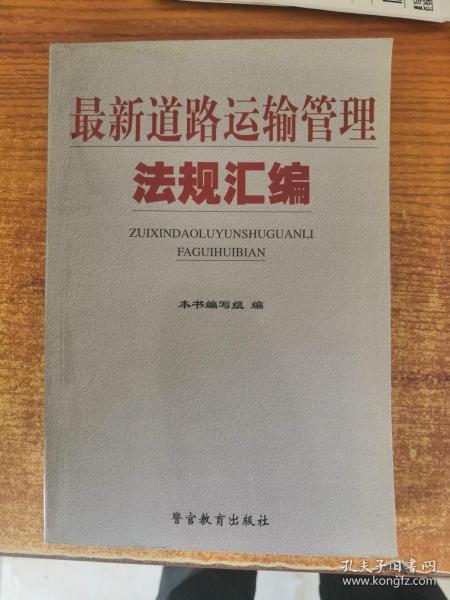 最新道路运输管理
法规汇编
ZUIXINDAOLUYUNSHUGUANLI
FAGUIHUIBIAN
本书编写组 编
警官教育出版社
孔夫子旧书网
www.kongfz.com